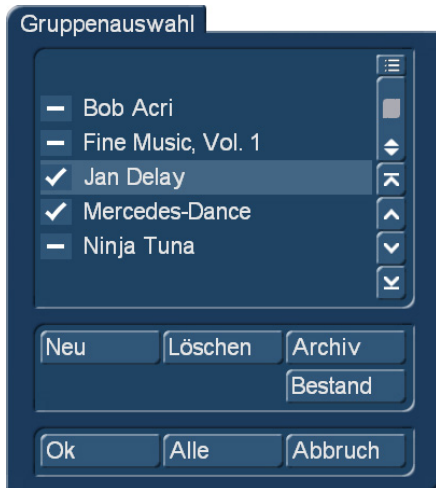 Gruppenauswahl
Bob Acri
Fine Music, Vol. 1
Jan Delay
Mercedes-Dance
Ninja Tuna
Neu Löschen Archiv
Bestand
Ok Alle Abbruch